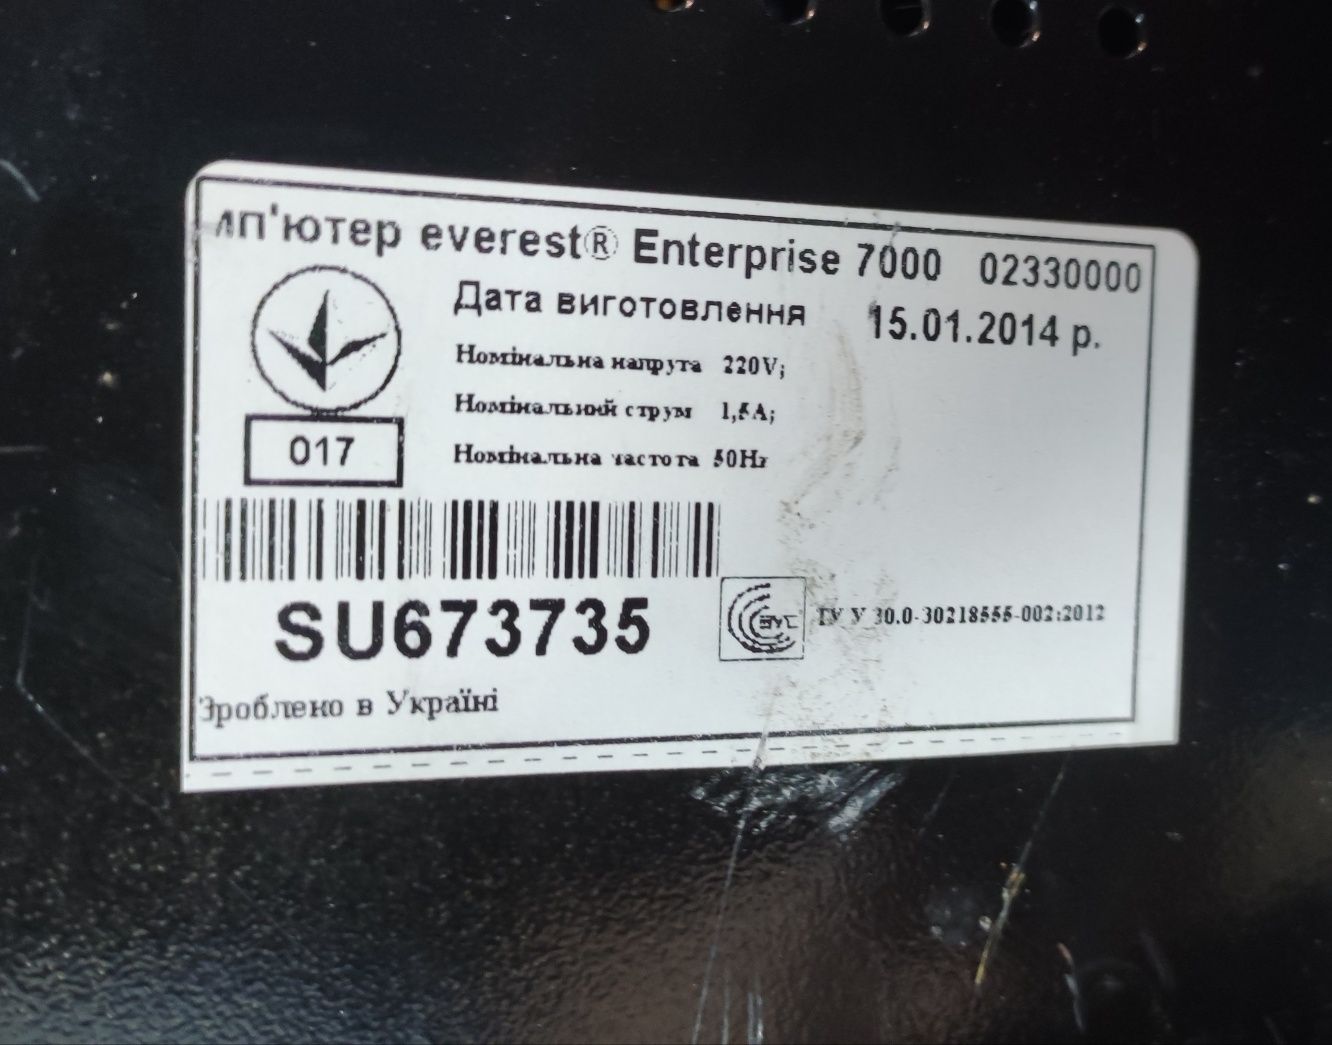 мп'ютер everest® Enterprise 7000 02330000
Дата виготовлення 15.01.2014 р.
Номінальна напруга 220V;
Номінальний струм 1,5A;
Номінальна частота 50Hz
017
SU673735
ТУ У 30.0-30218555-002:2012
Зроблено в Україні